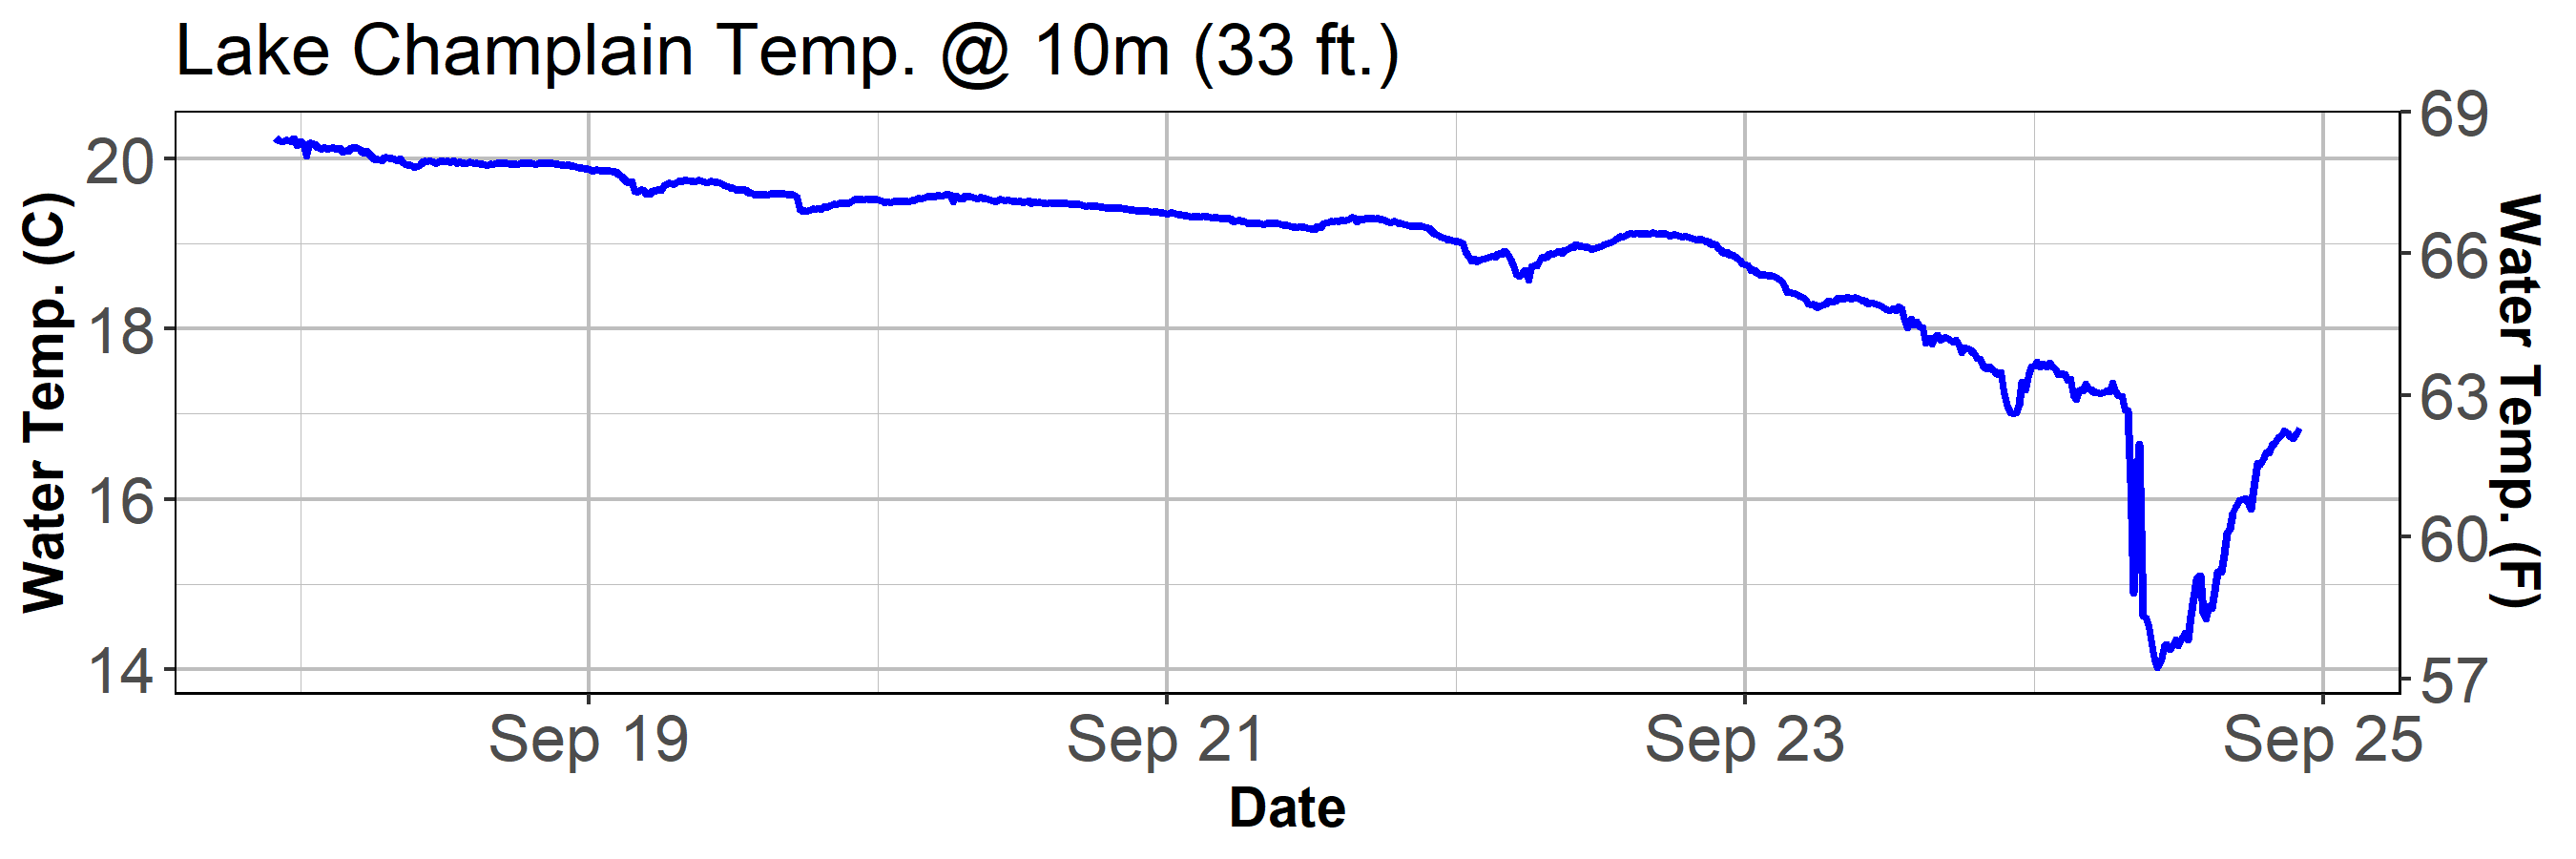 Lake Champlain Temp. @ 10m (33 ft.)
Water Temp. (C)
20
18
16
14
69
66
63
60
57
Water Temp. (F)
Sep 19
Sep 21
Sep 23
Sep 25
Date